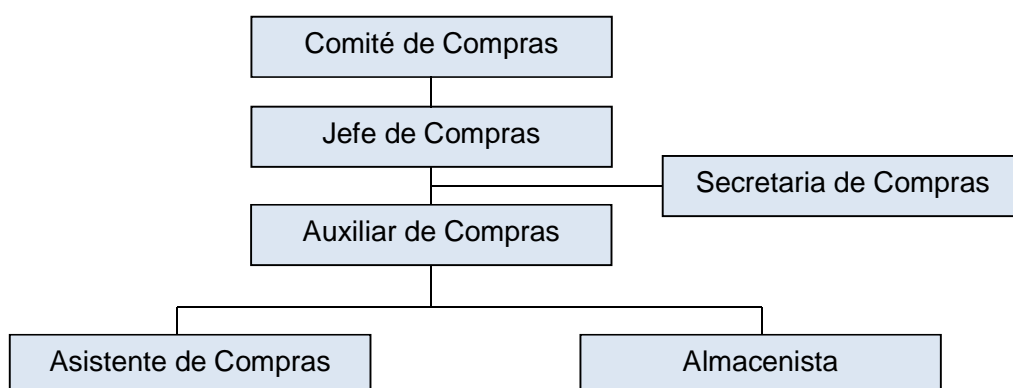 Comité de Compras
Jefe de Compras
Secretaria de Compras
Auxiliar de Compras
Asistente de Compras
Almacenista